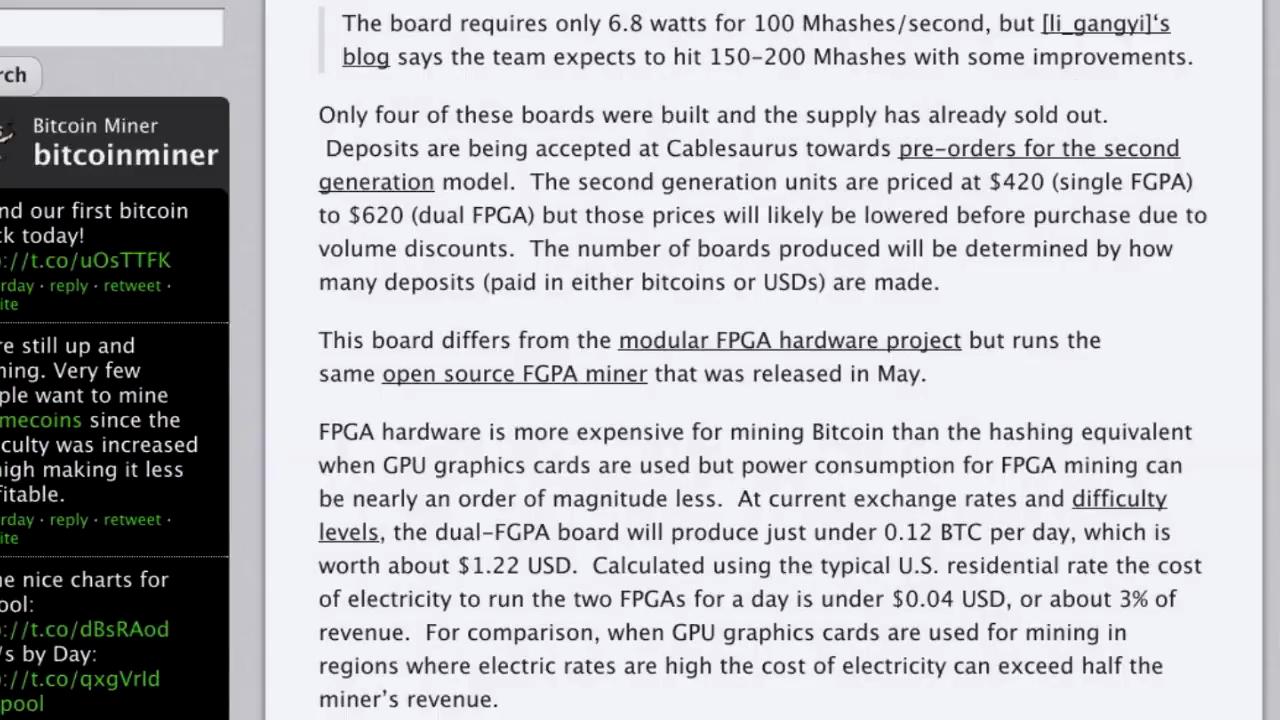 rch
Bitcoin Miner
bitcoinminer
nd our first bitcoin
k today!
://t.co/uOsTTFK
rday · reply · retweet ·
ite
re still up and
ning. Very few
ple want to mine
mecoins since the
culty was increased
nigh making it less
fitable.
rday · reply · retweet ·
ite
ne nice charts for
ool:
://t.co/dBsRAod
's by Day:
://t.co/qxgVrId
pool
The board requires only 6.8 watts for 100 Mhashes/second, but [li_gangyi]‘s
blog says the team expects to hit 150–200 Mhashes with some improvements.
Only four of these boards were built and the supply has already sold out.
Deposits are being accepted at Cablesaurus towards pre-orders for the second
generation model. The second generation units are priced at $420 (single FGPA)
to $620 (dual FPGA) but those prices will likely be lowered before purchase due to
volume discounts. The number of boards produced will be determined by how
many deposits (paid in either bitcoins or USDs) are made.
This board differs from the modular FPGA hardware project but runs the
same open source FGPA miner that was released in May.
FPGA hardware is more expensive for mining Bitcoin than the hashing equivalent
when GPU graphics cards are used but power consumption for FPGA mining can
be nearly an order of magnitude less. At current exchange rates and difficulty
levels, the dual-FGPA board will produce just under 0.12 BTC per day, which is
worth about $1.22 USD. Calculated using the typical U.S. residential rate the cost
of electricity to run the two FPGAs for a day is under $0.04 USD, or about 3% of
revenue. For comparison, when GPU graphics cards are used for mining in
regions where electric rates are high the cost of electricity can exceed half the
miner’s revenue.